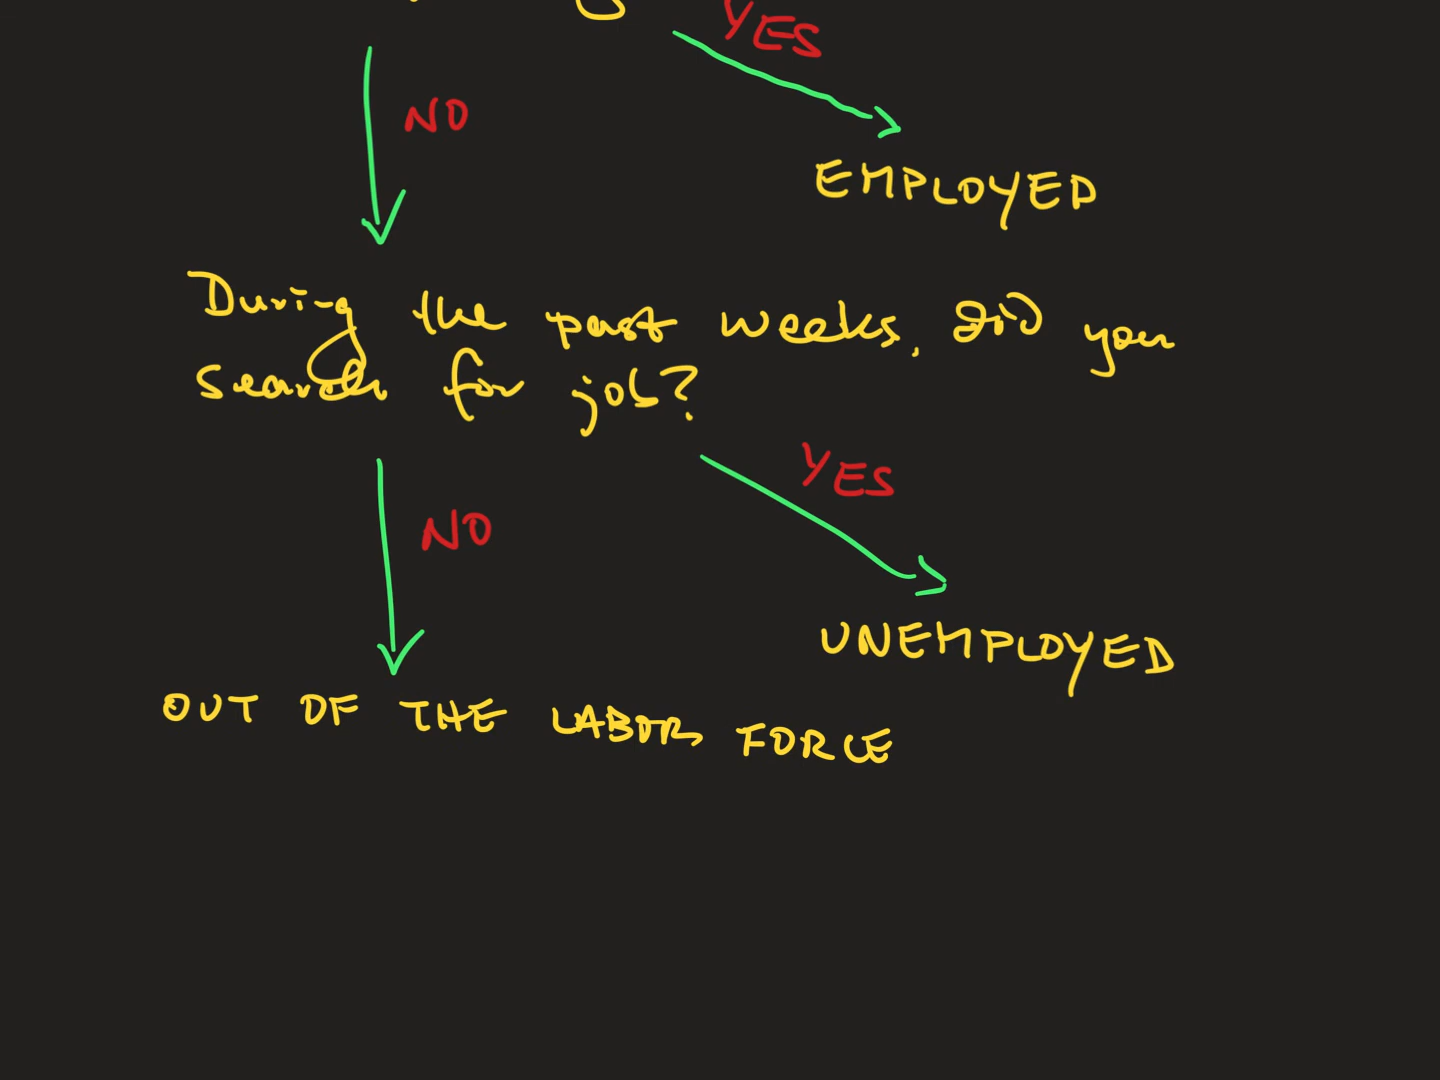 YES
NO
EMPLOYED
During the past weeks, did you
search for job?
YES
NO
UNEMPLOYED
OUT OF THE LABOR FORCE